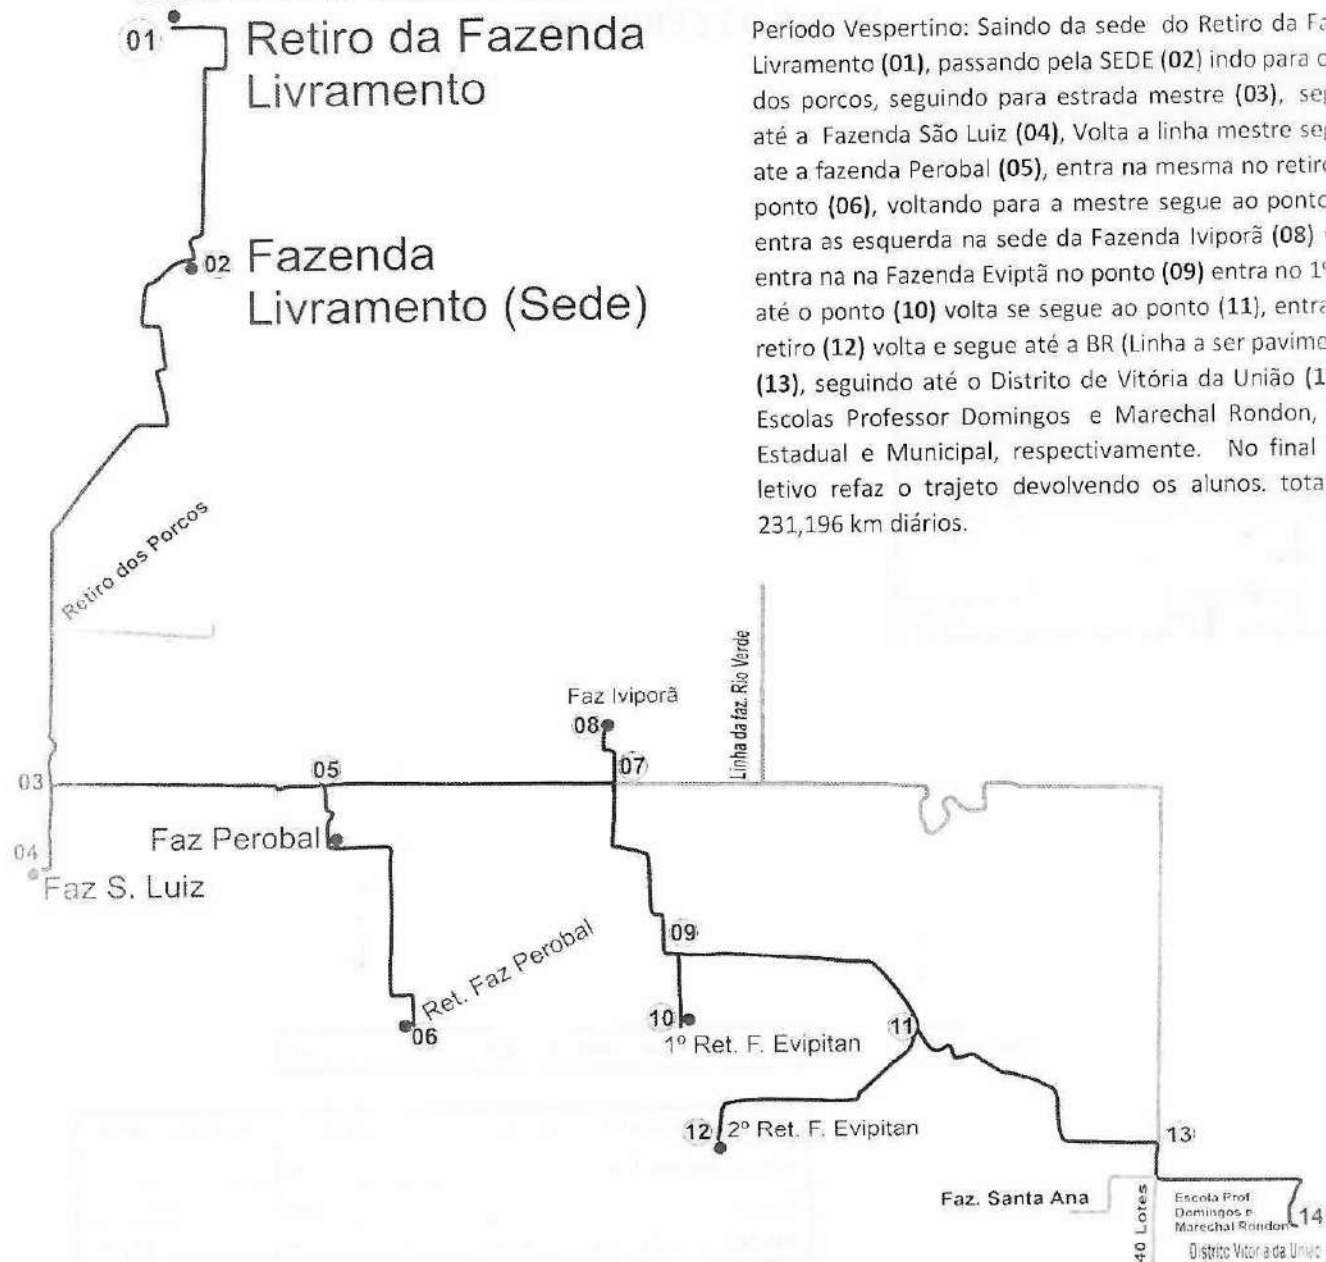 01 Retiro da Fazenda
Livramento
Período Vespertino: Saindo da sede do Retiro da
Livramento (01), passando pela SEDE (02) indo para
dos porcos, seguindo para estrada mestre (03),
até a Fazenda São Luiz (04), Volta a linha mestre
ate a fazenda Perobal (05), entra na mesma no
ponto (06), voltando para a mestre segue ao ponto
entra as esquerda na sede da Fazenda Iviporã (08)
entra na na Fazenda Eviptã no ponto (09) entra no 1º
até o ponto (10) volta se segue ao ponto (11),
retiro (12) volta e segue até a BR (Linha a ser
(13), seguindo até o Distrito de Vitória da União
Escolas Professor Domingos e Marechal Rondon,
Estadual e Municipal, respectivamente. No final
letivo refaz o trajeto devolvendo os alunos.
231,196 km diários.
02 Fazenda
Livramento (Sede)
Retiro dos Porcos
Linha da faz. Rio Verde
Faz Iviporã
08
07
03
05
Faz Perobal
04
Faz S. Luiz
09
Ret. Faz Perobal
06
10
1º Ret. F. Evipitan
11
12 2º Ret. F. Evipitan
13
Faz. Santa Ana
40 Lotes
Escola Prof
Domingos e
Marechal Rondon
14
Distrito Vitoria da União